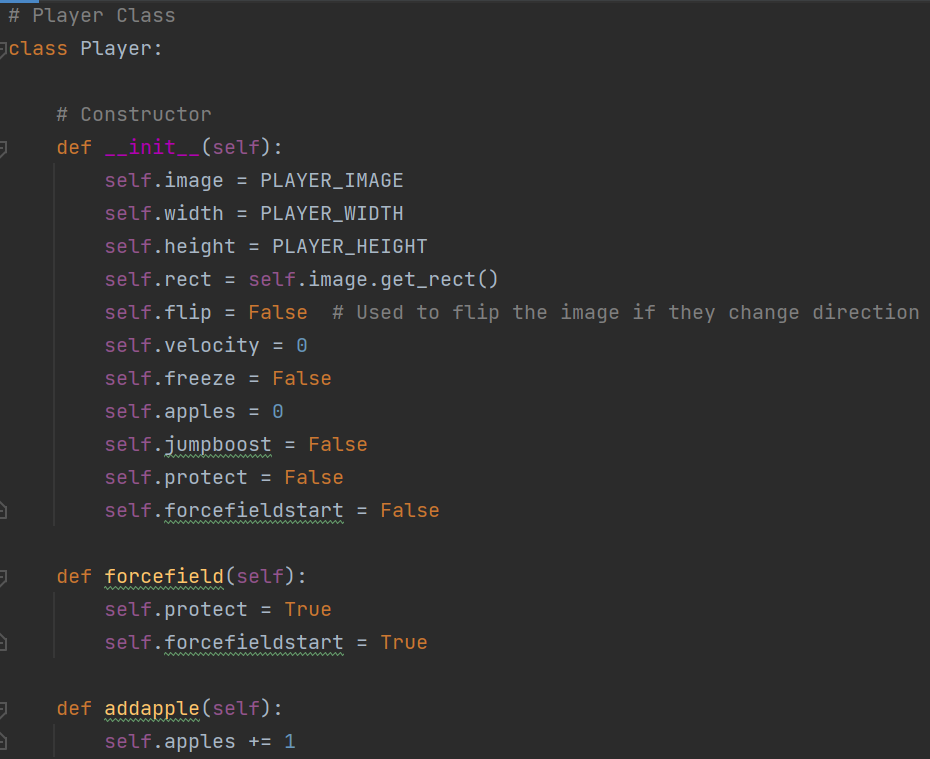 # Player Class
class Player:
    # Constructor
    def __init__(self):
        self.image = PLAYER_IMAGE
        self.width = PLAYER_WIDTH
        self.height = PLAYER_HEIGHT
        self.rect = self.image.get_rect()
        self.flip = False  # Used to flip the image if they change direction
        self.velocity = 0
        self.freeze = False
        self.apples = 0
        self.jumpboost = False
        self.protect = False
        self.forcefieldstart = False
    def forcefield(self):
        self.protect = True
        self.forcefieldstart = True
    def addapple(self):
        self.apples += 1